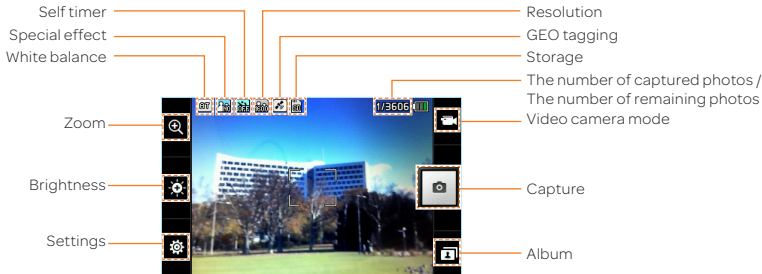 Self timer
Special effect
White balance
Zoom
Brightness
Settings
Resolution
GEO tagging
Storage
The number of captured photos /
The number of remaining photos
Video camera mode
Capture
Album
1/3606